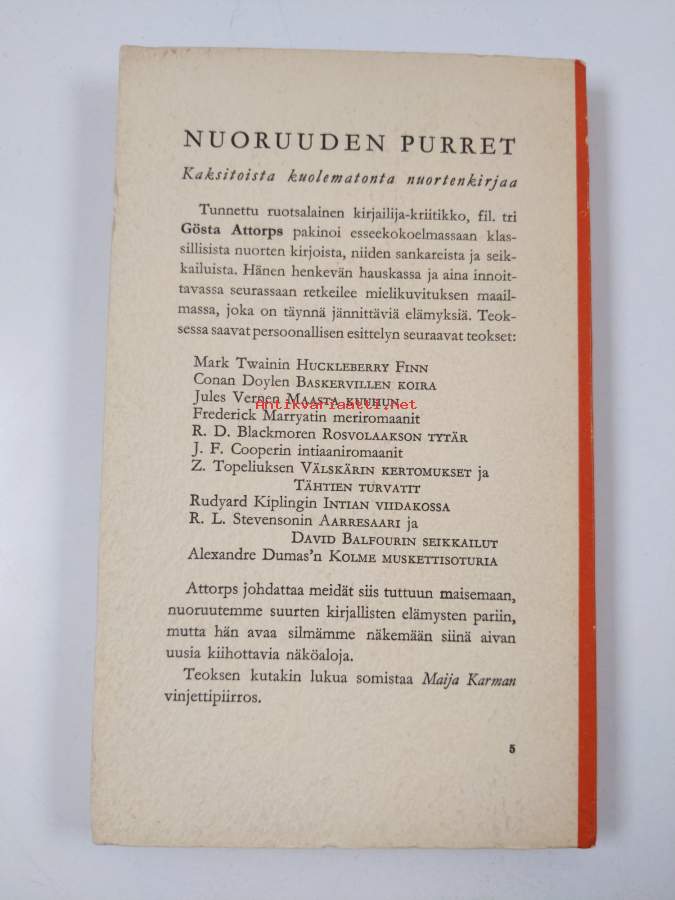 NUORUUDEN PURRET
Kaksitoista kuolematonta nuortenkirjaa
Tunnettu ruotsalainen kirjailija-kriitikko, fil. tri
Gösta Attorps pakinoi esseekokoelmassaan klas-
sillisista nuorten kirjoista, niiden sankareista ja seik-
kailuista. Hänen henkevän hauskassa ja aina innoit-
tavassa seurassaan retkeilee mielikuvituksen maail-
massa, joka on täynnä jännittäviä elämyksiä. Teok-
sessa saavat persoonallisen esittelyn seuraavat teokset:
Mark Twainin HUCKLEBERRY FINN
Conan Doylen BASKERVILLEN KOIRA
Jules Vernen MAASTA KUUHUN
Antikvariaatti.net
Frederick Marryatin meriromaanit
R. D. Blackmoren ROSVOLAAKSON TYTÄR
J. F. Cooperin intiaaniromaanit
Z. Topeliuksen VÄLSKÄRIN KERTOMUKSET ja
TÄHTIEN TURVATIT
Rudyard Kiplingin INTIAN VIIDAKOSSA
R. L. Stevensonin AARRESAARI ja
DAVID BALFOURIN SEIKKAILUT
Alexandre Dumas'n KOLME MUSKETTISOTURIA
Attorps johdattaa meidät siis tuttuun maisemaan,
nuoruutemme suurten kirjallisten elämysten pariin,
mutta hän avaa silmämme näkemään siinä aivan
uusia kiihottavia näköaloja.
Teoksen kutakin lukua somistaa Maija Karman
vinjettipiirros.
5